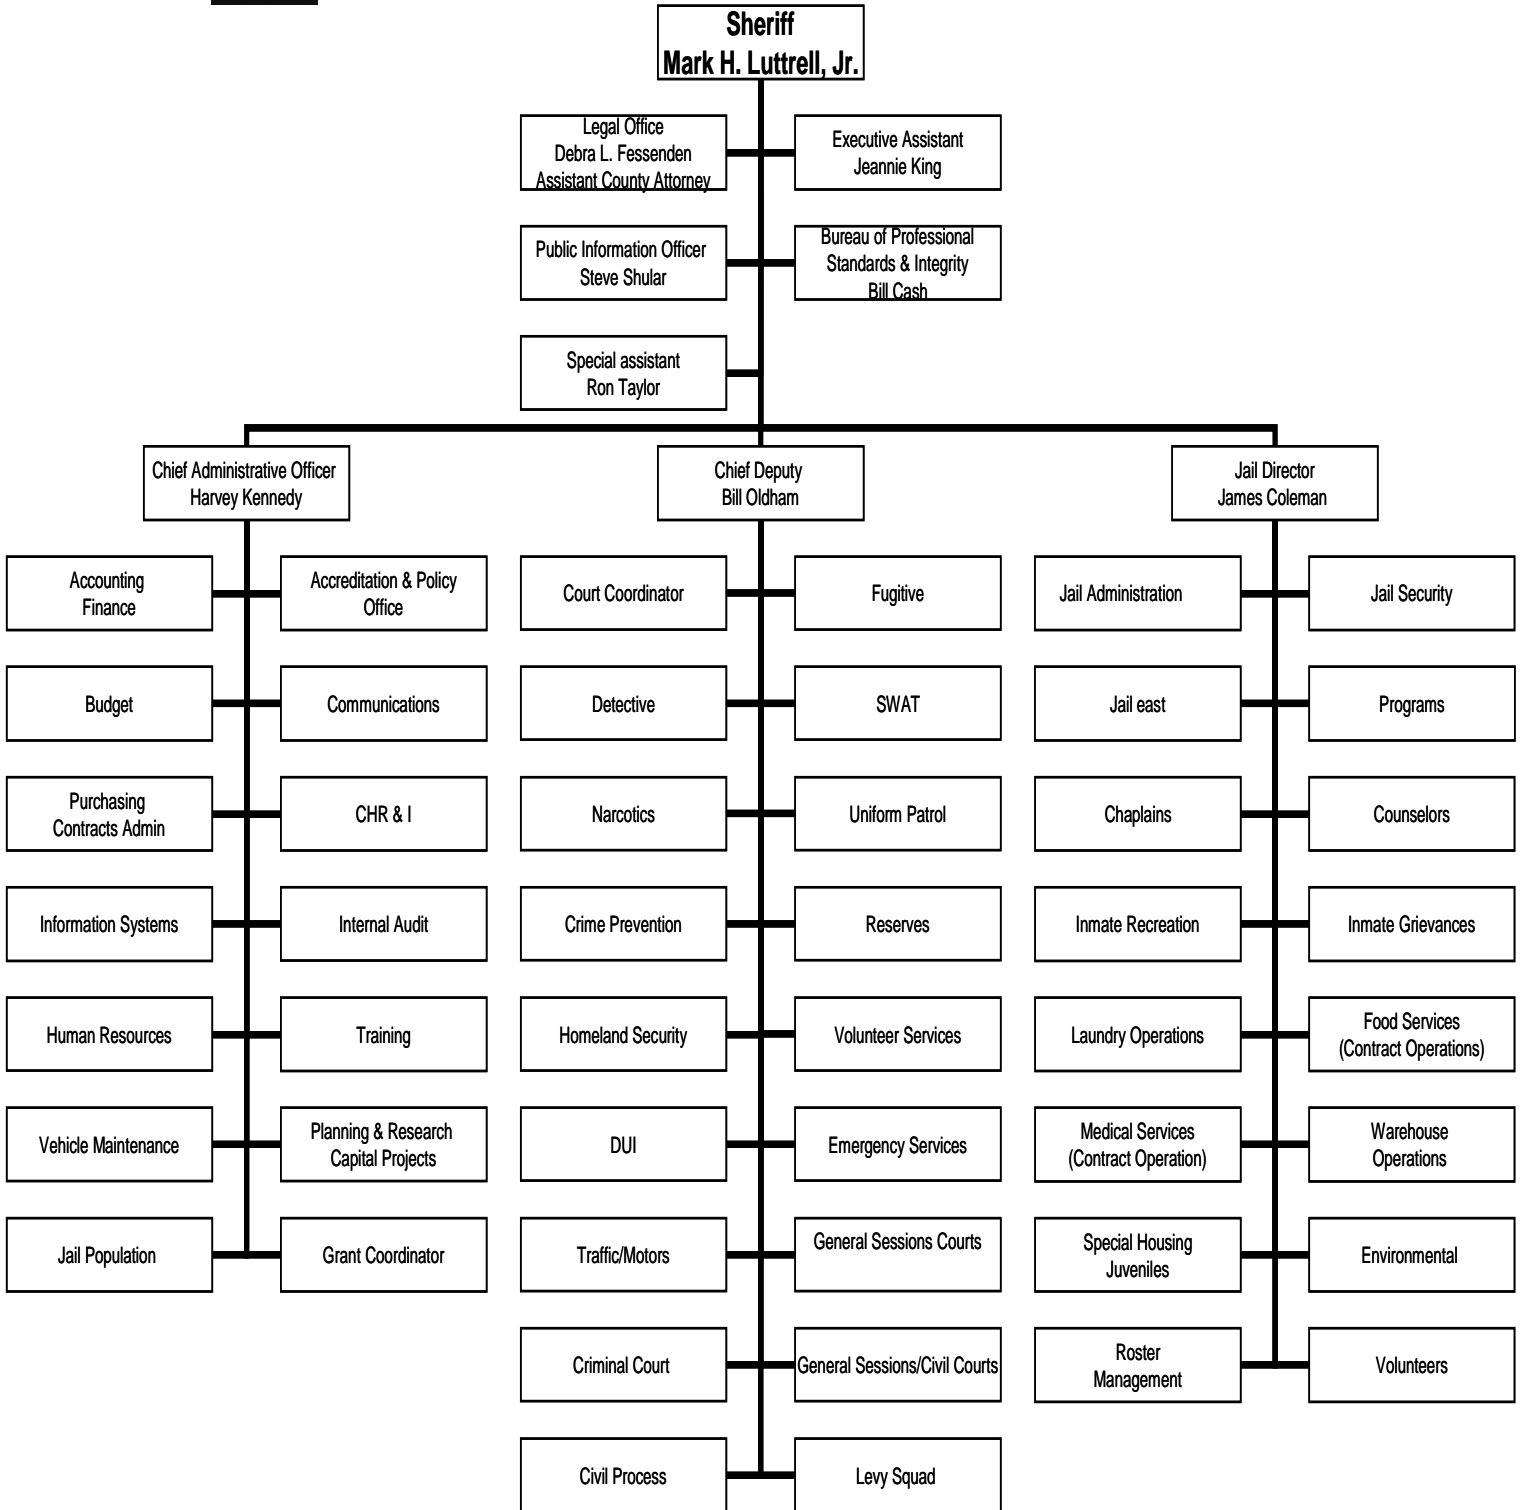 Sheriff
Mark H. Luttrell, Jr.
Legal Office
Debra L. Fessenden
Assistant County Attorney
Executive Assistant
Jeannie King
Public Information Officer
Steve Shular
Bureau of Professional
Standards & Integrity
Bill Cash
Special assistant
Ron Taylor
Chief Administrative Officer
Harvey Kennedy
Chief Deputy
Bill Oldham
Jail Director
James Coleman
Accounting
Finance
Accreditation & Policy
Office
Budget
Communications
Purchasing
Contracts Admin
CHR & I
Information Systems
Internal Audit
Human Resources
Training
Vehicle Maintenance
Planning & Research
Capital Projects
Jail Population
Grant Coordinator
Court Coordinator
Fugitive
Detective
SWAT
Narcotics
Uniform Patrol
Crime Prevention
Reserves
Homeland Security
Volunteer Services
DUI
Emergency Services
Traffic/Motors
General Sessions Courts
Criminal Court
General Sessions/Civil Courts
Civil Process
Levy Squad
Jail Administration
Jail Security
Jail east
Programs
Chaplains
Counselors
Inmate Recreation
Inmate Grievances
Laundry Operations
Food Services
(Contract Operations)
Medical Services
(Contract Operation)
Warehouse
Operations
Special Housing
Juveniles
Environmental
Roster
Management
Volunteers